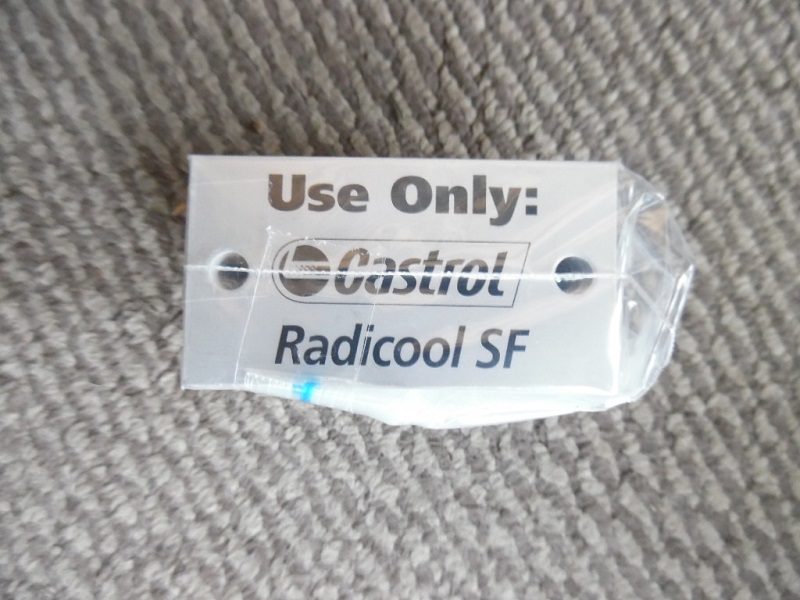 Use Only:
Castrol
Radicool SF